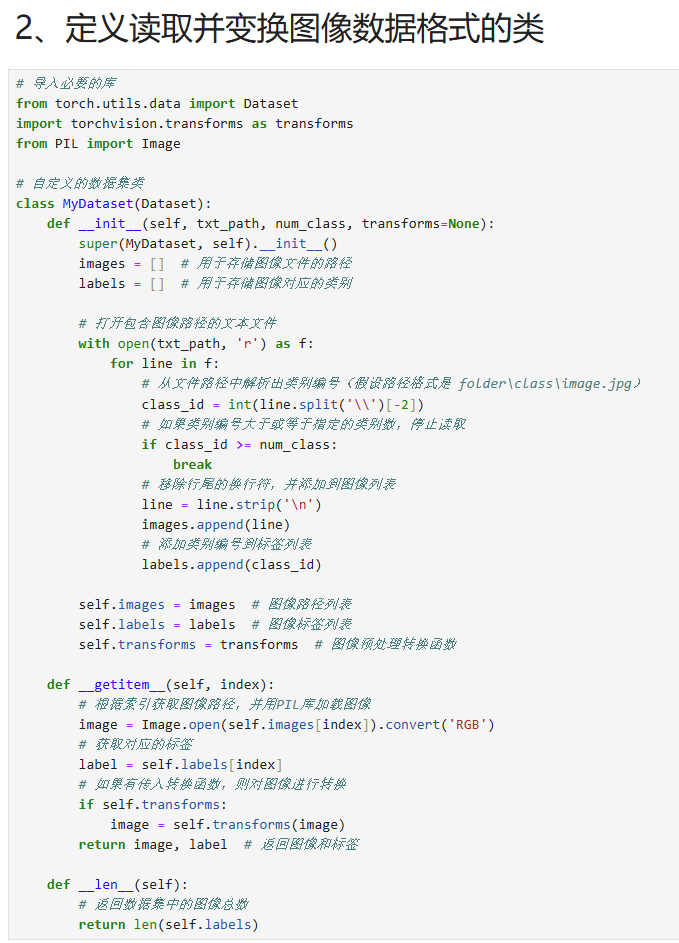 2、定义读取并变换图像数据格式的类
# 导入必要的库
from torch.utils.data import Dataset
import torchvision.transforms as transforms
from PIL import Image
# 自定义的数据集类
class MyDataset(Dataset):
    def __init__(self, txt_path, num_class, transforms=None):
        super(MyDataset, self).__init__()
        images = []  # 用于存储图像文件的路径
        labels = []  # 用于存储图像对应的类别
        # 打开包含图像路径的文本文件
        with open(txt_path, 'r') as f:
            for line in f:
                # 从文件路径中解析出类别编号（假设路径格式是 folder\class\image.jpg）
                class_id = int(line.split('\\')[-2])
                # 如果类别编号大于或等于指定的类别数，停止读取
                if class_id >= num_class:
                    break
                # 移除行尾的换行符，并添加到图像列表
                line = line.strip('\n')
                images.append(line)
                # 添加类别编号到标签列表
                labels.append(class_id)
        self.images = images  # 图像路径列表
        self.labels = labels  # 图像标签列表
        self.transforms = transforms  # 图像预处理转换函数
    def __getitem__(self, index):
        # 根据索引获取图像路径，并用PIL库加载图像
        image = Image.open(self.images[index]).convert('RGB')
        # 获取对应的标签
        label = self.labels[index]
        # 如果有传入转换函数，则对图像进行转换
        if self.transforms:
            image = self.transforms(image)
        return image, label  # 返回图像和标签
    def __len__(self):
        # 返回数据集中的图像总数
        return len(self.labels)